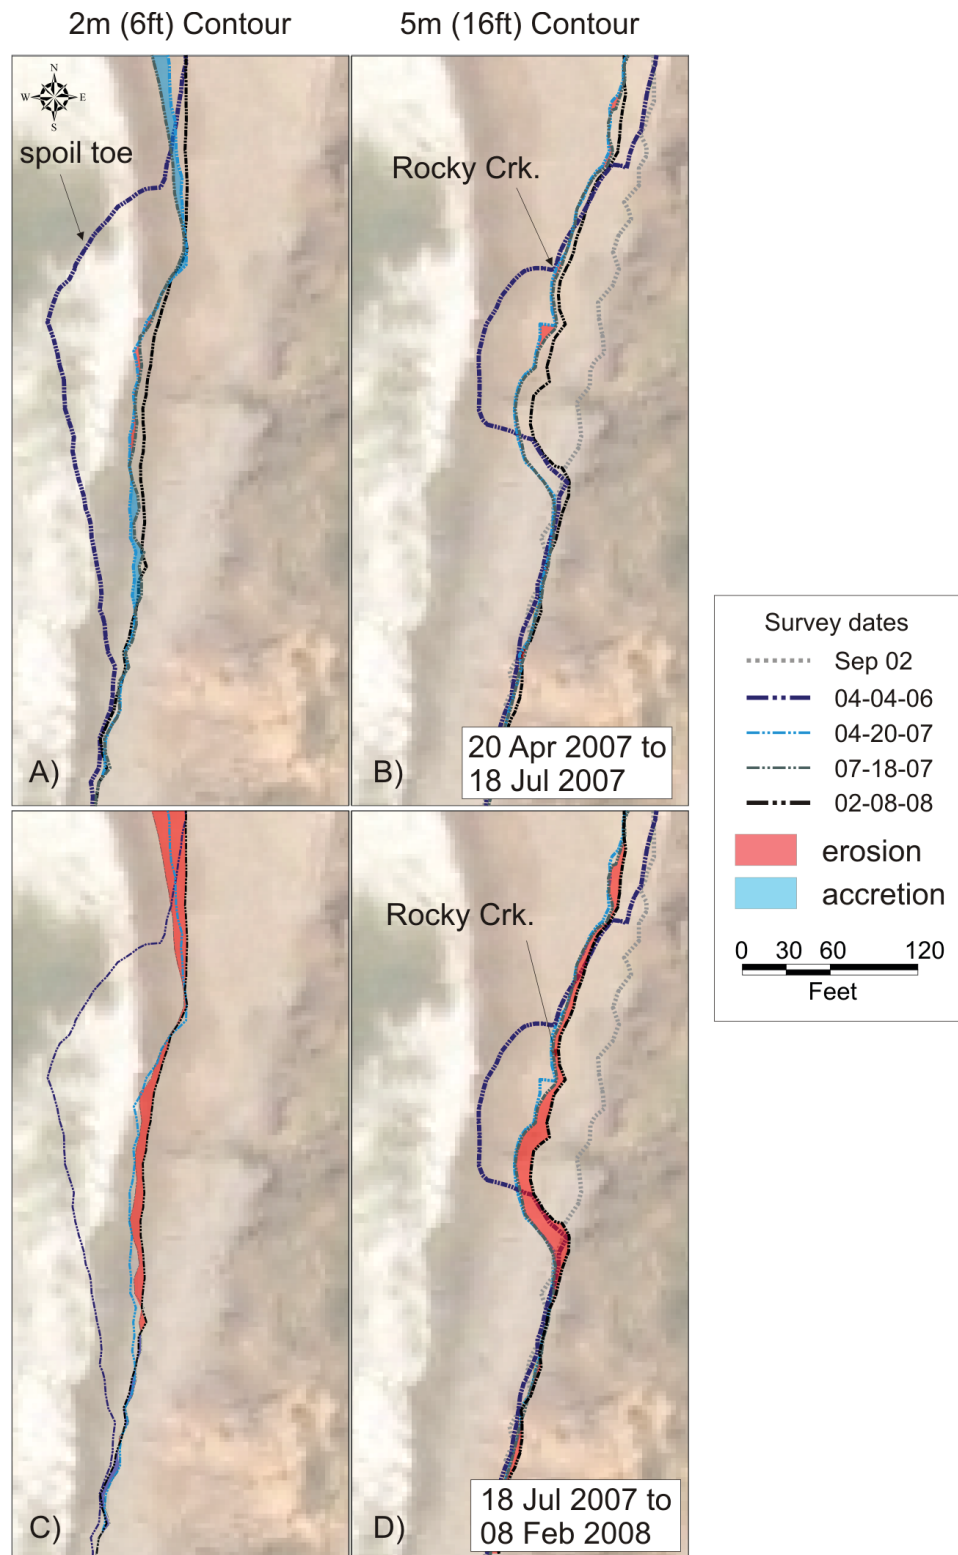 2m (6ft) Contour
5m (16ft) Contour
N
W E
S
spoil toe
Rocky Crk.
A)
B)
20 Apr 2007 to
18 Jul 2007
Survey dates
Sep 02
04-04-06
04-20-07
07-18-07
02-08-08
erosion
accretion
0 30 60 120
Feet
Rocky Crk.
C)
D)
18 Jul 2007 to
08 Feb 2008